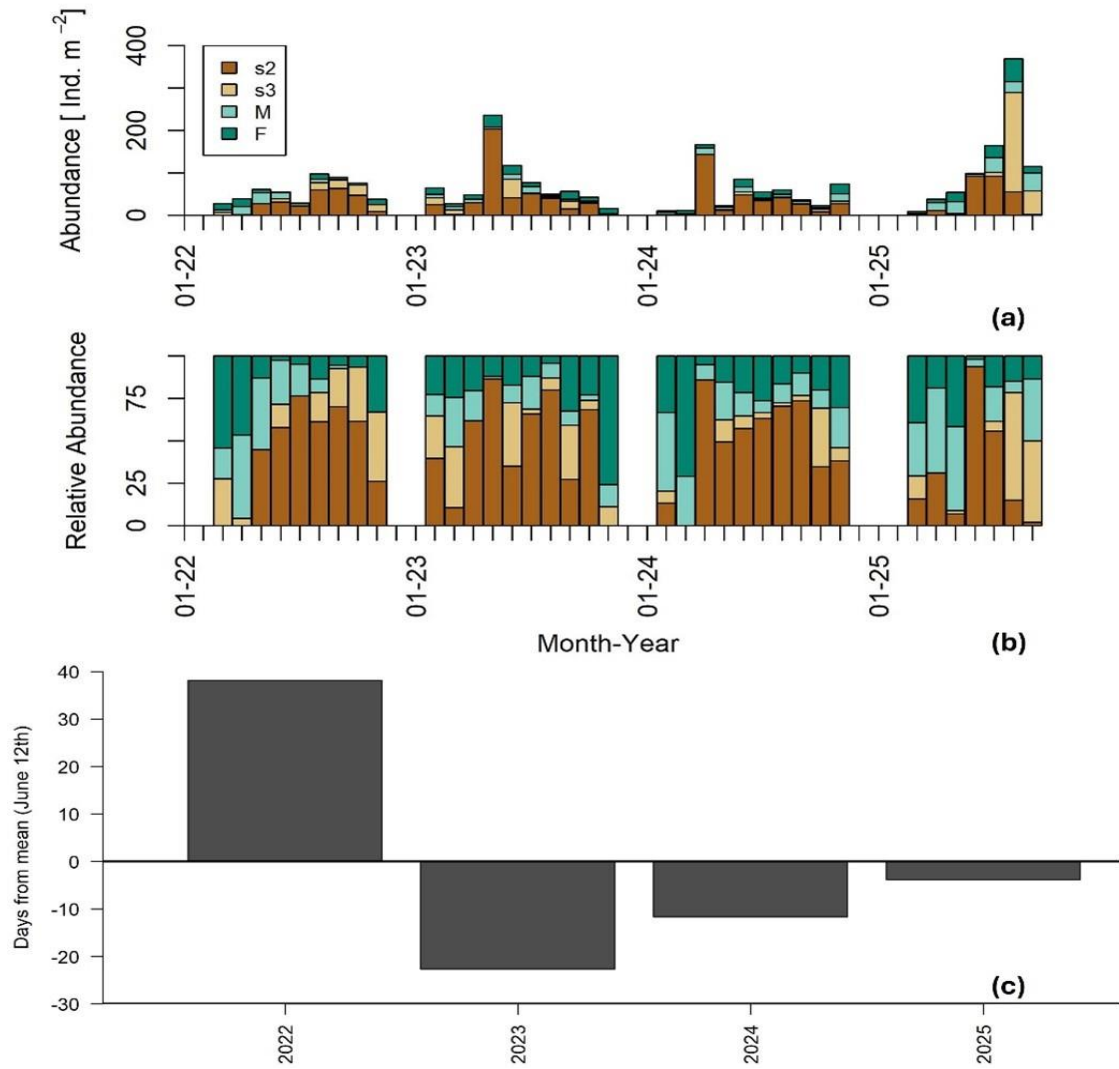 Abundance [ Ind. m⁻²]
400
200
0
s2
s3
M
F
01-22
01-23
01-24
01-25
(a)
Relative Abundance
75
25
0
01-22
01-23
01-24
01-25
Month-Year
(b)
Days from mean (June 12th)
40
30
20
10
0
-10
-20
-30
(c)
2022
2023
2024
2025